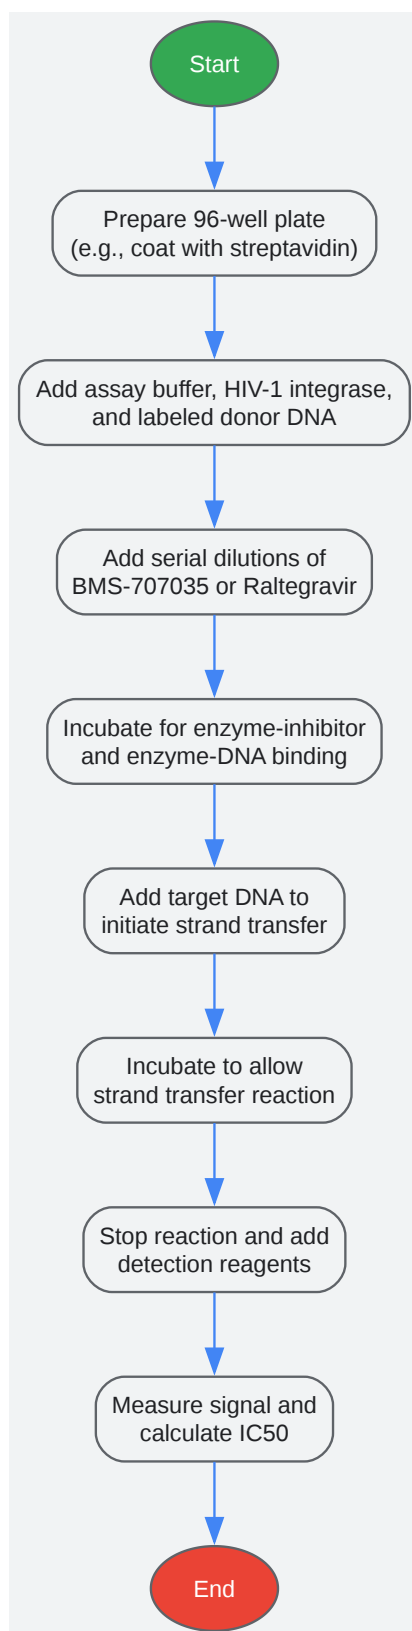 Start
Prepare 96-well plate
(e.g., coat with streptavidin)
Add assay buffer, HIV-1 integrase,
and labeled donor DNA
Add serial dilutions of
BMS-707035 or Raltegravir
Incubate for enzyme-inhibitor
and enzyme-DNA binding
Add target DNA to
initiate strand transfer
Incubate to allow
strand transfer reaction
Stop reaction and add
detection reagents
Measure signal and
calculate IC50
End